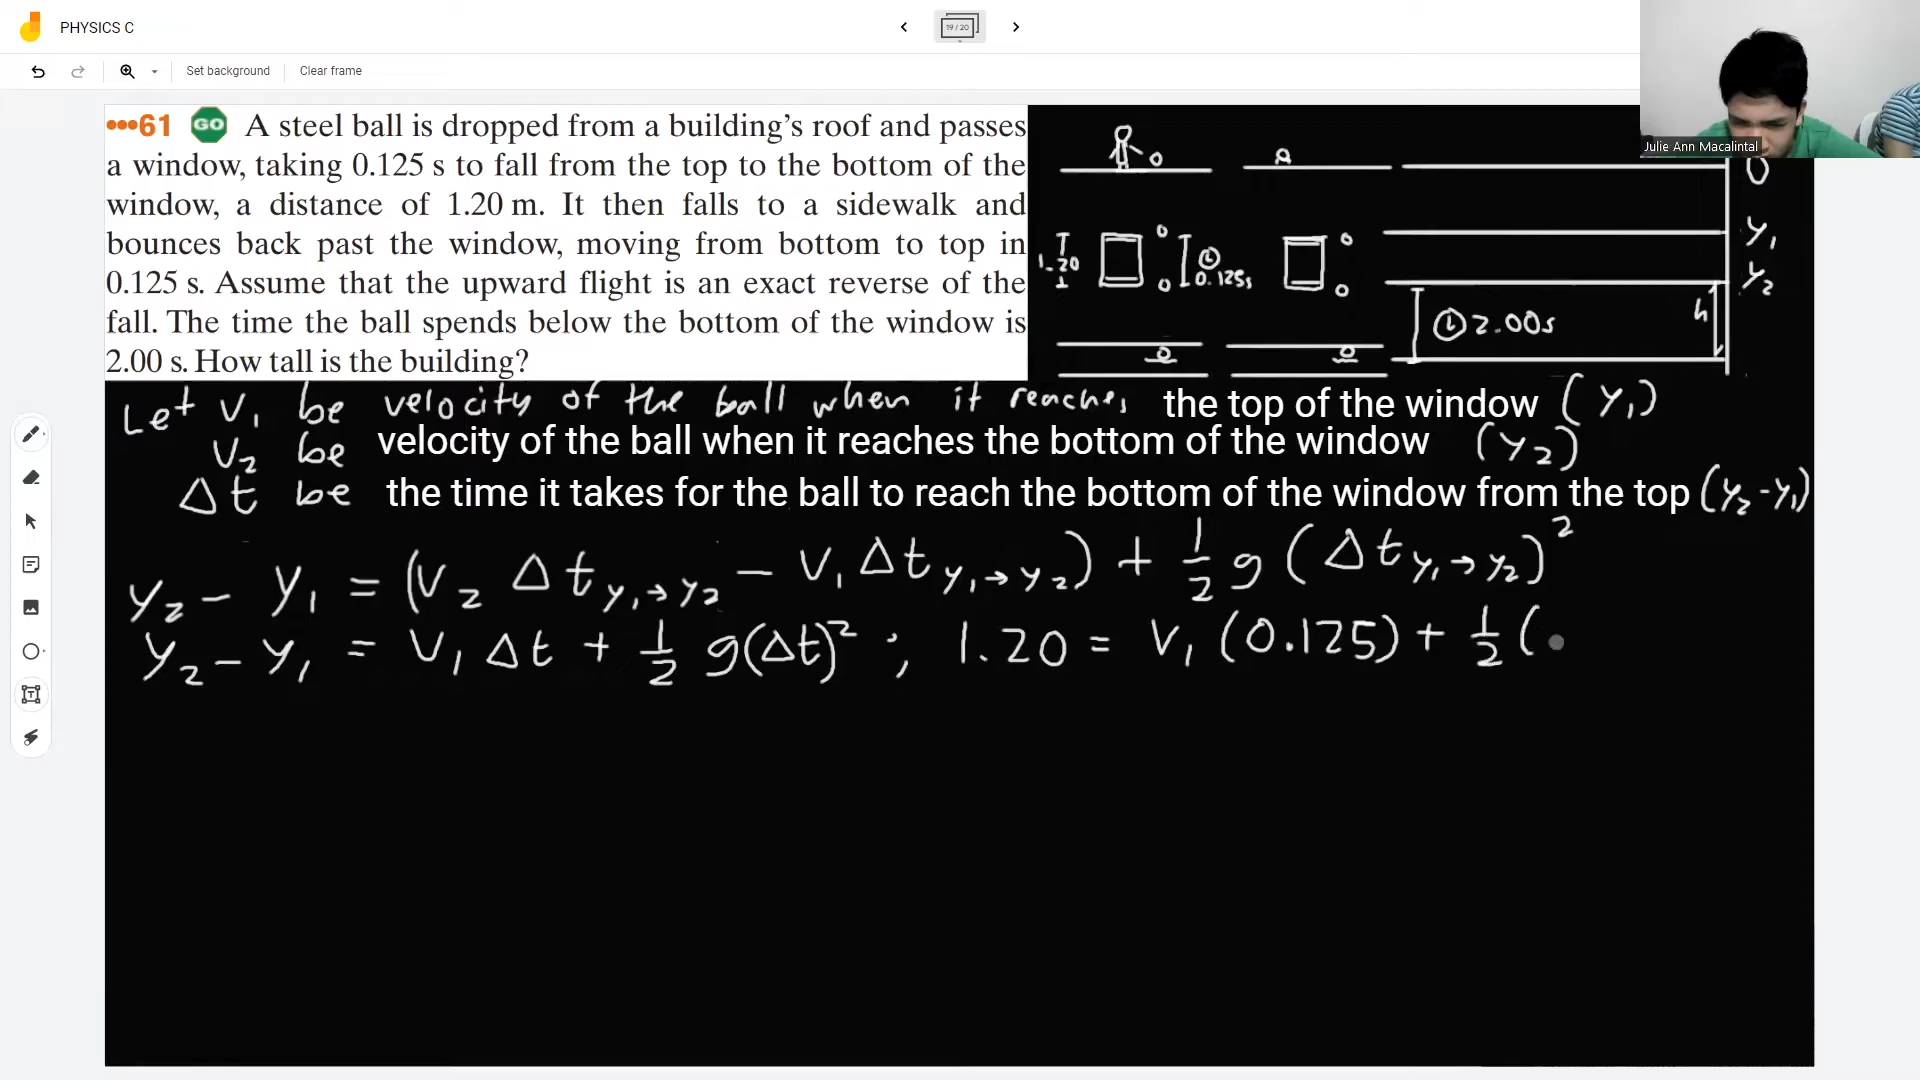 PHYSICS C
19 / 20
Set background
Clear frame
Julie Ann Macalintal
•••61 GO A steel ball is dropped from a building's roof and passes
a window, taking 0.125 s to fall from the top to the bottom of the
window, a distance of 1.20 m. It then falls to a sidewalk and
bounces back past the window, moving from bottom to top in
0.125 s. Assume that the upward flight is an exact reverse of the
fall. The time the ball spends below the bottom of the window is
2.00 s. How tall is the building?
0
y₁
y₂
1.20
0.125s
t 2.00s
h
Let v₁ be velocity of the ball when it reaches the top of the window (y₁)
v₂ be velocity of the ball when it reaches the bottom of the window (y₂)
Δt be the time it takes for the ball to reach the bottom of the window from the top (y₂-y₁)
y₂ - y₁ = (v₂ Δt y₁→y₂ - v₁ Δt y₁→y₂) + 1/2 g (Δt y₁→y₂)²
y₂ - y₁ = v₁ Δt + 1/2 g(Δt)² ; 1.20 = v₁ (0.125) + 1/2 (